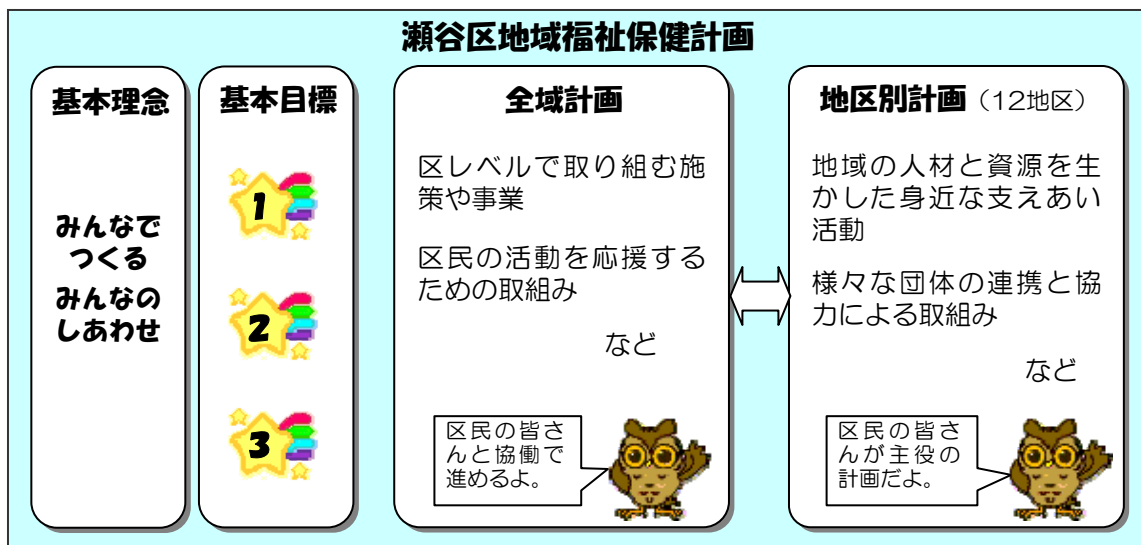 瀬谷区地域福祉保健計画
基本理念
みんなで
つくる
みんなの
しあわせ
基本目標
1
2
3
全域計画
区レベルで取り組む施
策や事業
区民の活動を応援する
ための取組み
など
区民の皆さ
んと協働で
進めるよ。
地区別計画（12地区）
地域の人材と資源を生
かした身近な支えあい
活動
様々な団体の連携と協
力による取組み
など
区民の皆さ
んが主役の
計画だよ。